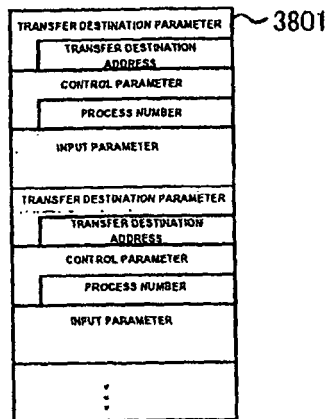 TRANSFER DESTINATION PARAMETER
3801
TRANSFER DESTINATION
ADDRESS
CONTROL PARAMETER
PROCESS NUMBER
INPUT PARAMETER
TRANSFER DESTINATION PARAMETER
TRANSFER DESTINATION
ADDRESS
CONTROL PARAMETER
PROCESS NUMBER
INPUT PARAMETER